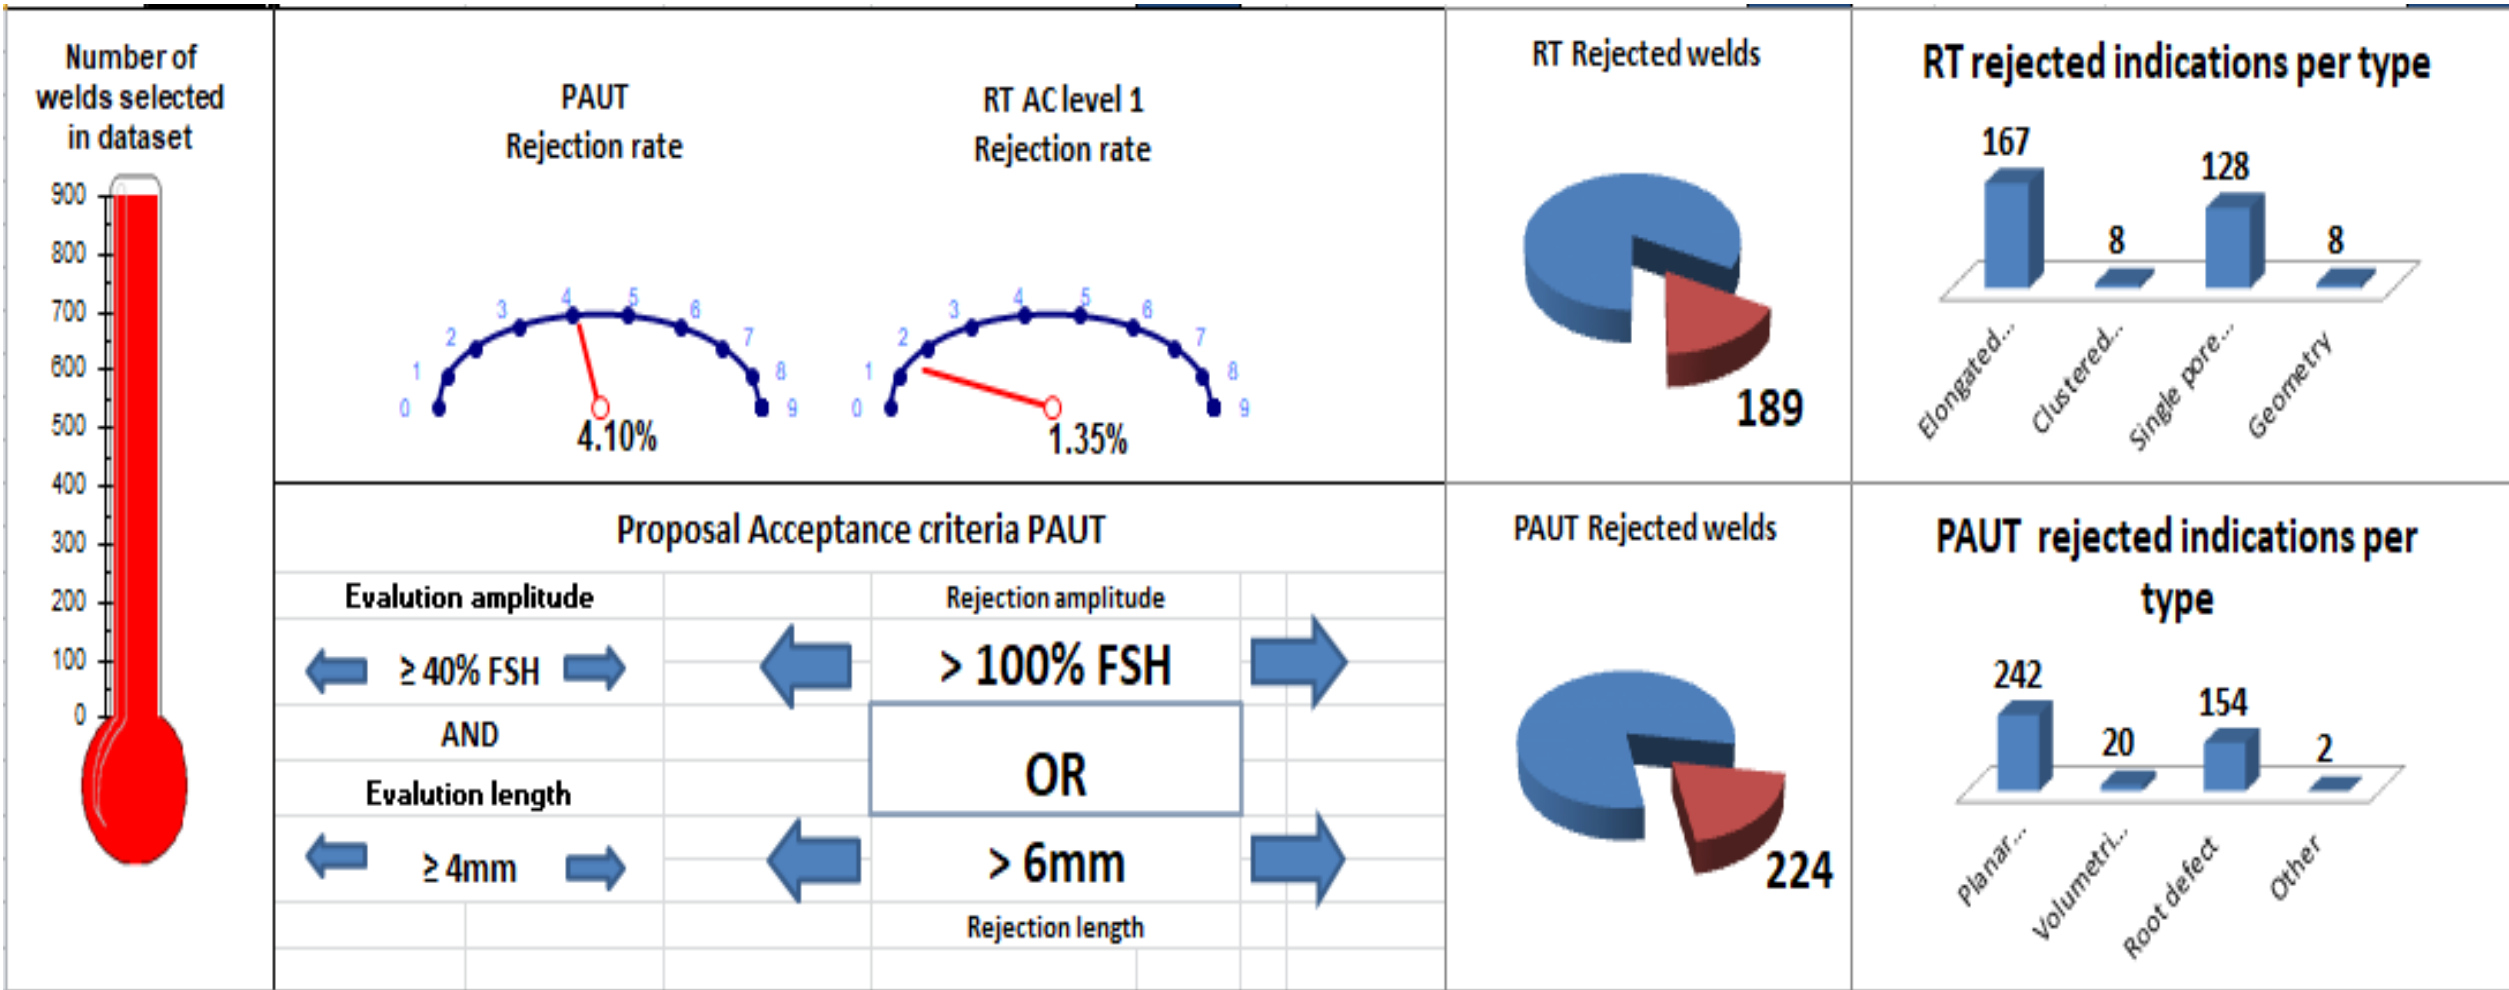 Number of
welds selected
in dataset
900
800
700
600
500
400
300
200
100
0
PAUT
Rejection rate
0
1
2
3
4
5
6
7
8
9
4.10%
RT AC level 1
Rejection rate
0
1
2
3
4
5
6
7
8
9
1.35%
RT Rejected welds
189
RT rejected indications per type
167
8
128
8
Elongated...
Clustered..
Single pore...
Geometry
Proposal Acceptance criteria PAUT
Evalution amplitude
≥ 40% FSH
AND
Evalution length
≥ 4mm
Rejection amplitude
> 100% FSH
OR
> 6mm
Rejection length
PAUT Rejected welds
224
PAUT rejected indications per
type
242
20
154
2
Planar...
Volumetri..
Root defect
Other